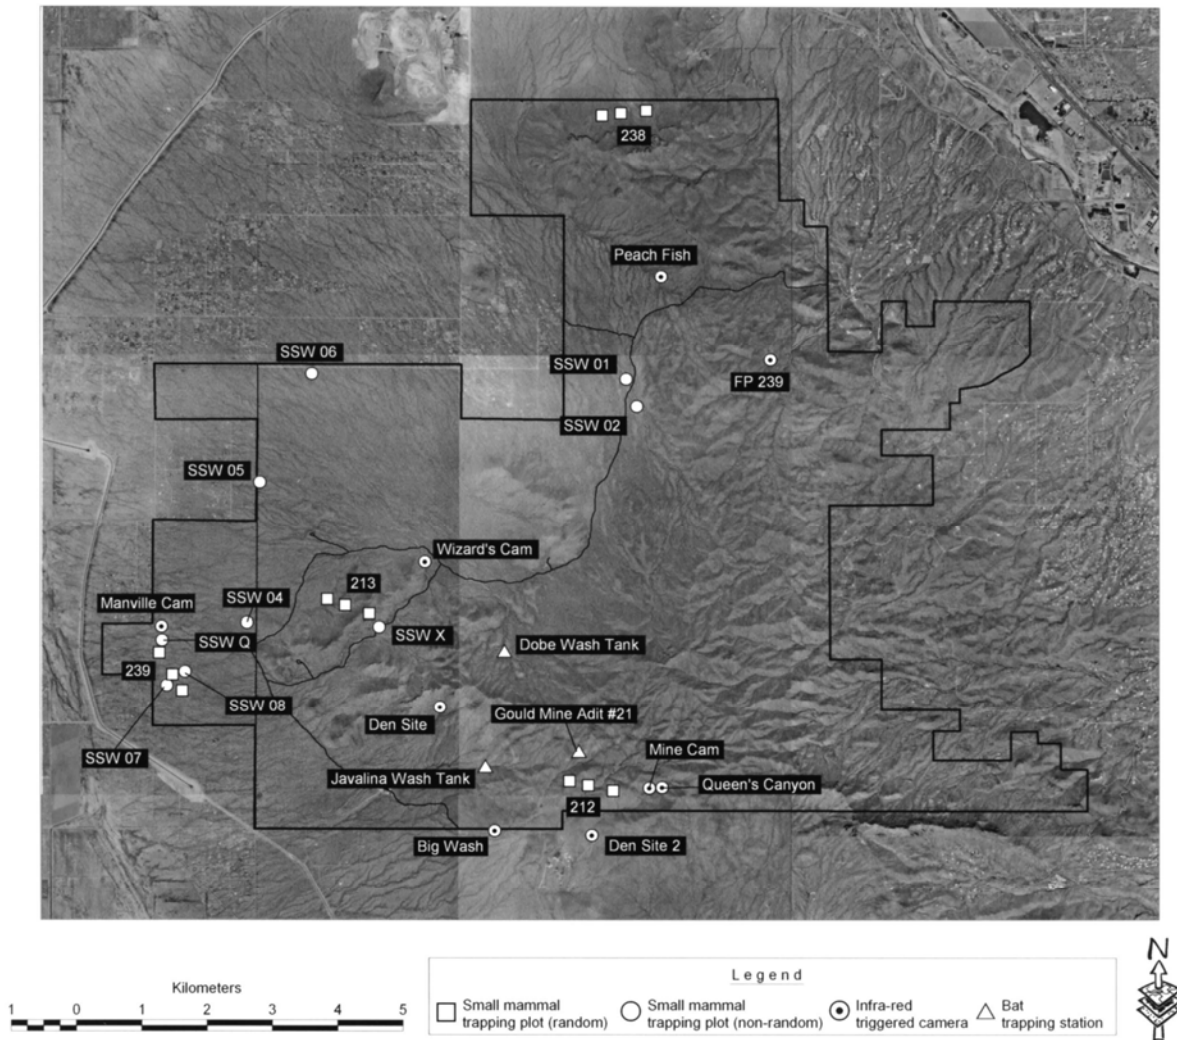 238
Peach Fish
SSW 06
SSW 01
FP 239
SSW 02
SSW 05
Wizard's Cam
213
SSW 04
Manville Cam
SSW X
SSW Q
Dobe Wash Tank
239
SSW 08
Den Site
Gould Mine Adit #21
SSW 07
Mine Cam
Javalina Wash Tank
Queen's Canyon
212
Big Wash
Den Site 2
N
Kilometers
1 0 1 2 3 4 5
Legend
Small mammal
trapping plot (random)
Small mammal
trapping plot (non-random)
Infra-red
triggered camera
Bat
trapping station